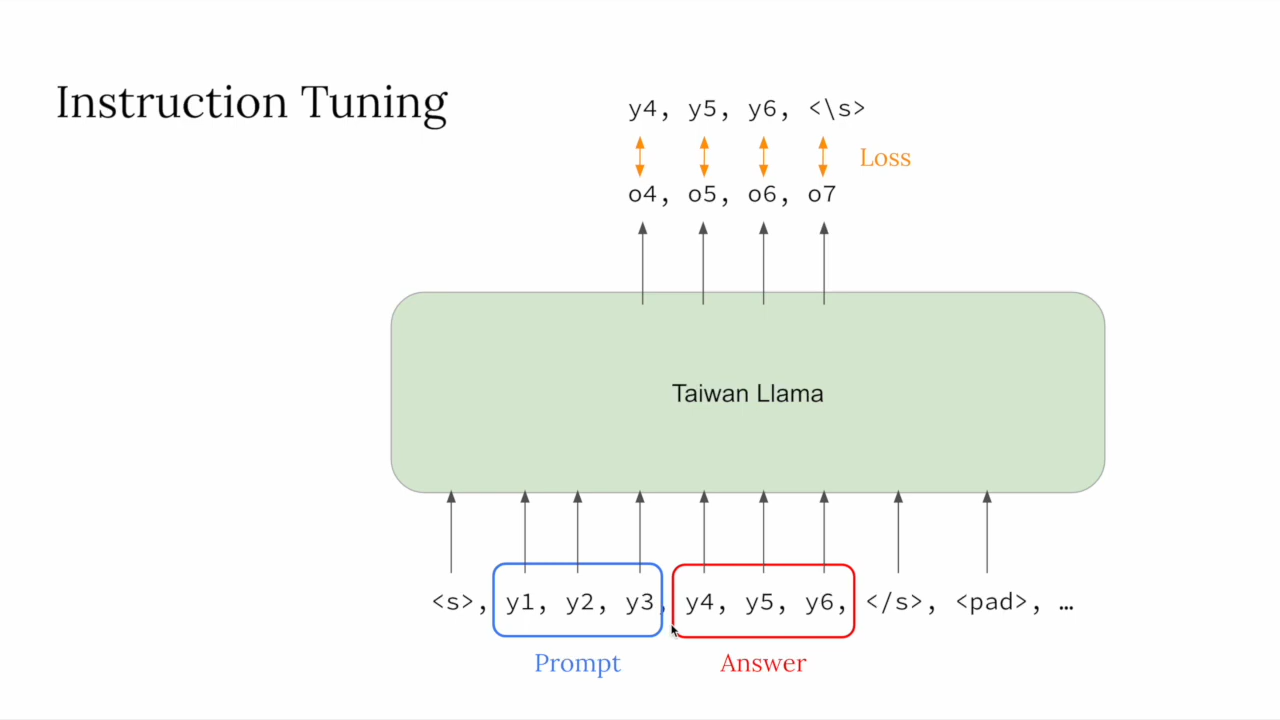 Instruction Tuning
y4, y5, y6, <\s>
Loss
o4, o5, o6, o7
Taiwan Llama
<s>, y1, y2, y3, y4, y5, y6, </s>, <pad>, …
Prompt
Answer